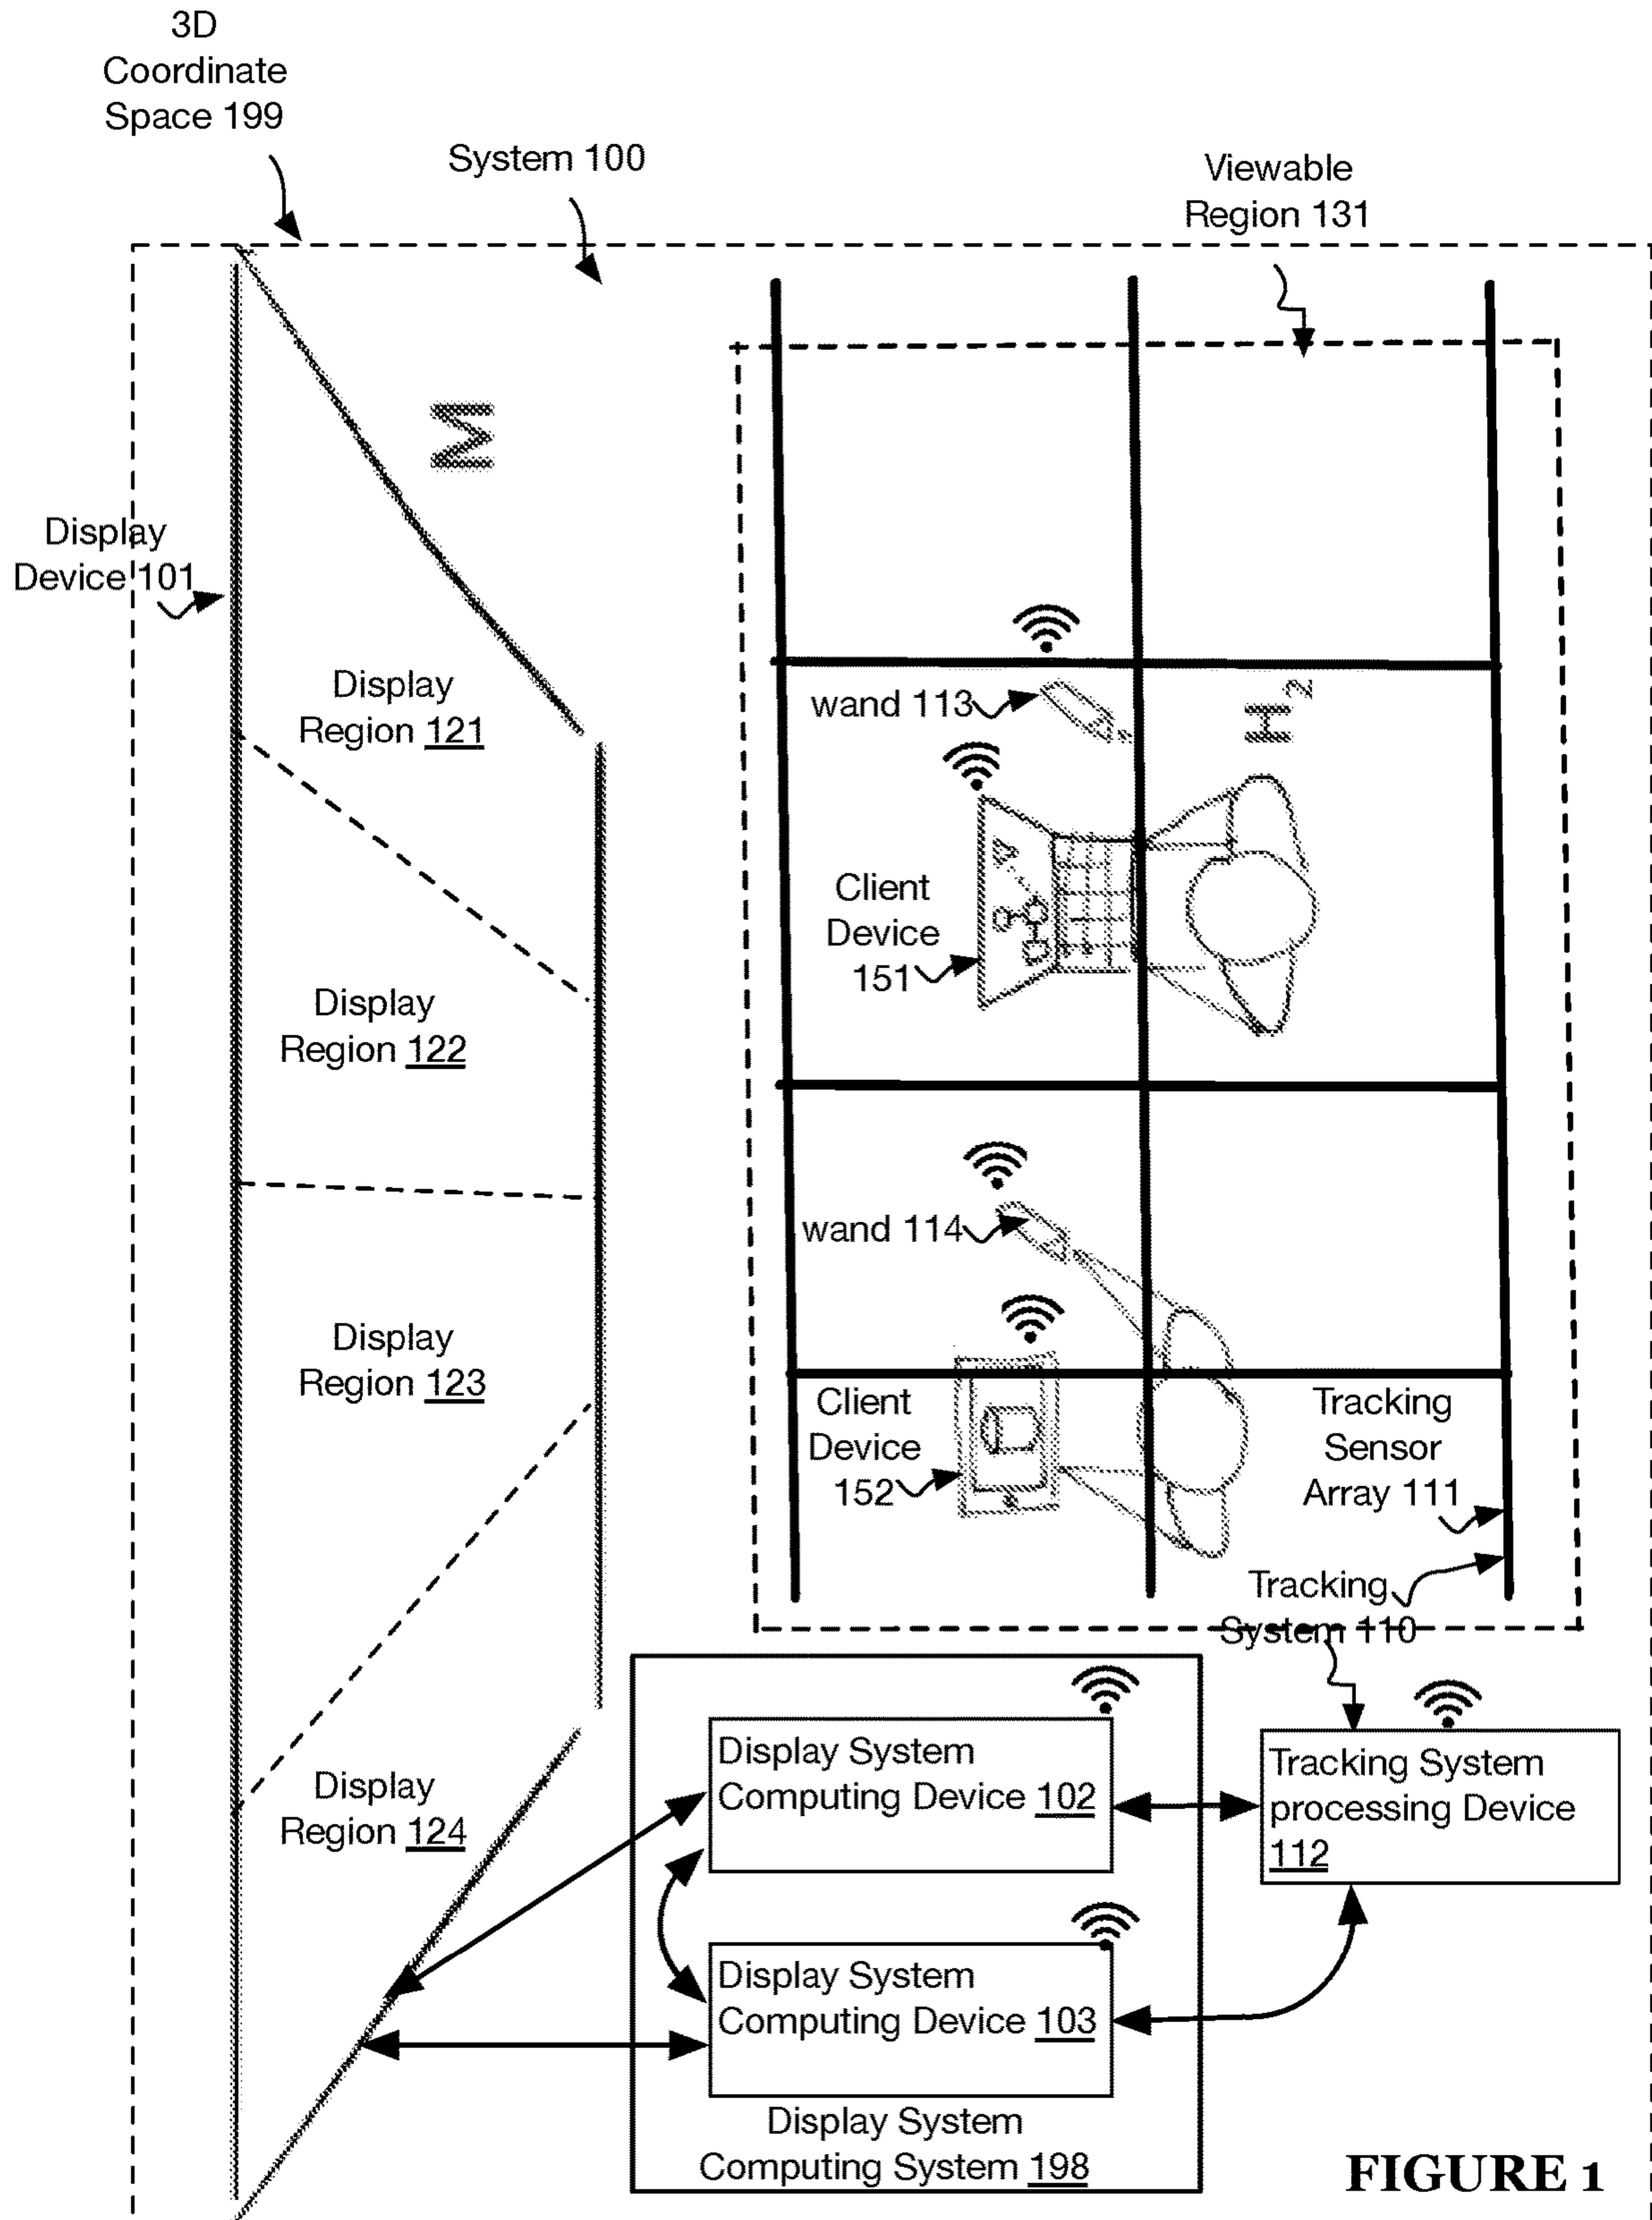 3D
Coordinate
Space 199
System 100
Viewable
Region 131
M
Display
Device 101
Display
Region 121
wand 113
H2
Client
Device
151
Display
Region 122
wand 114
Display
Region 123
Client
Device
152
Tracking
Sensor
Array 111
Tracking
System 110
Display System
Computing Device 102
Tracking System
processing Device
112
Display
Region 124
Display System
Computing Device 103
Display System
Computing System 198
FIGURE 1